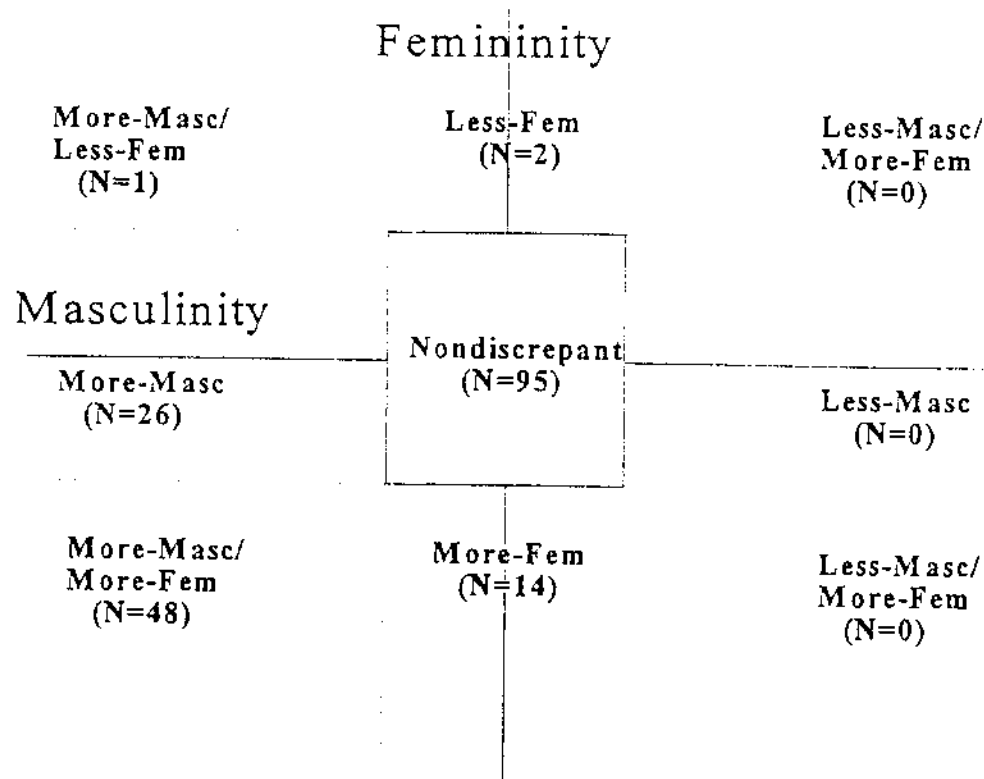 Femininity
More-Masc/
Less-Fem
(N=1)
Less-Fem
(N=2)
Less-Masc/
More-Fem
(N=0)
Masculinity
Nondiscrepant
(N=95)
More-Masc
(N=26)
Less-Masc
(N=0)
More-Masc/
More-Fem
(N=48)
More-Fem
(N=14)
Less-Masc/
More-Fem
(N=0)